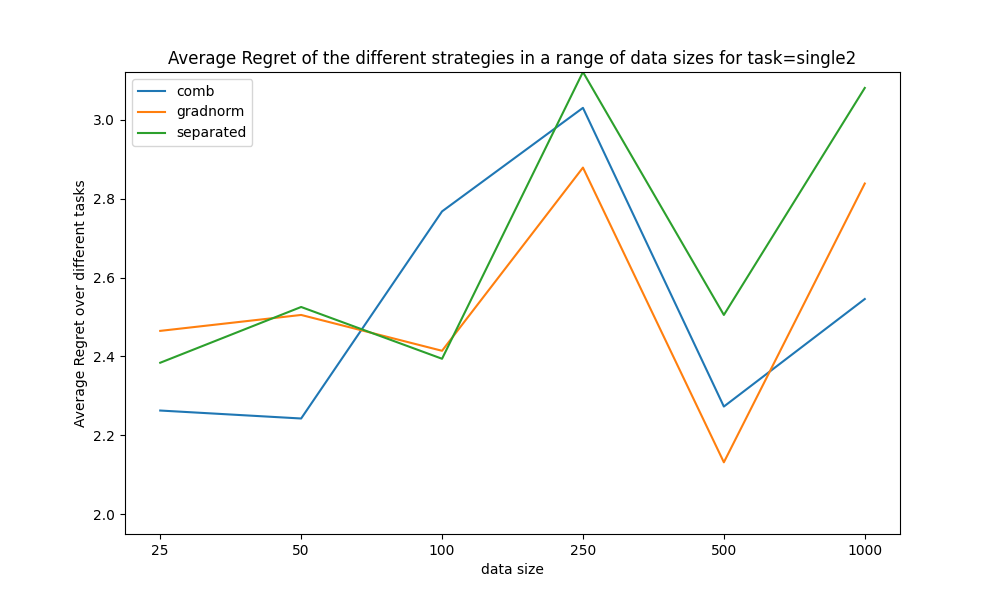 Average Regret of the different strategies in a range of data sizes for task=single2
comb
gradnorm
separated
Average Regret over different tasks
3.0
2.8
2.6
2.4
2.2
2.0
25 50 100 250 500 1000
data size